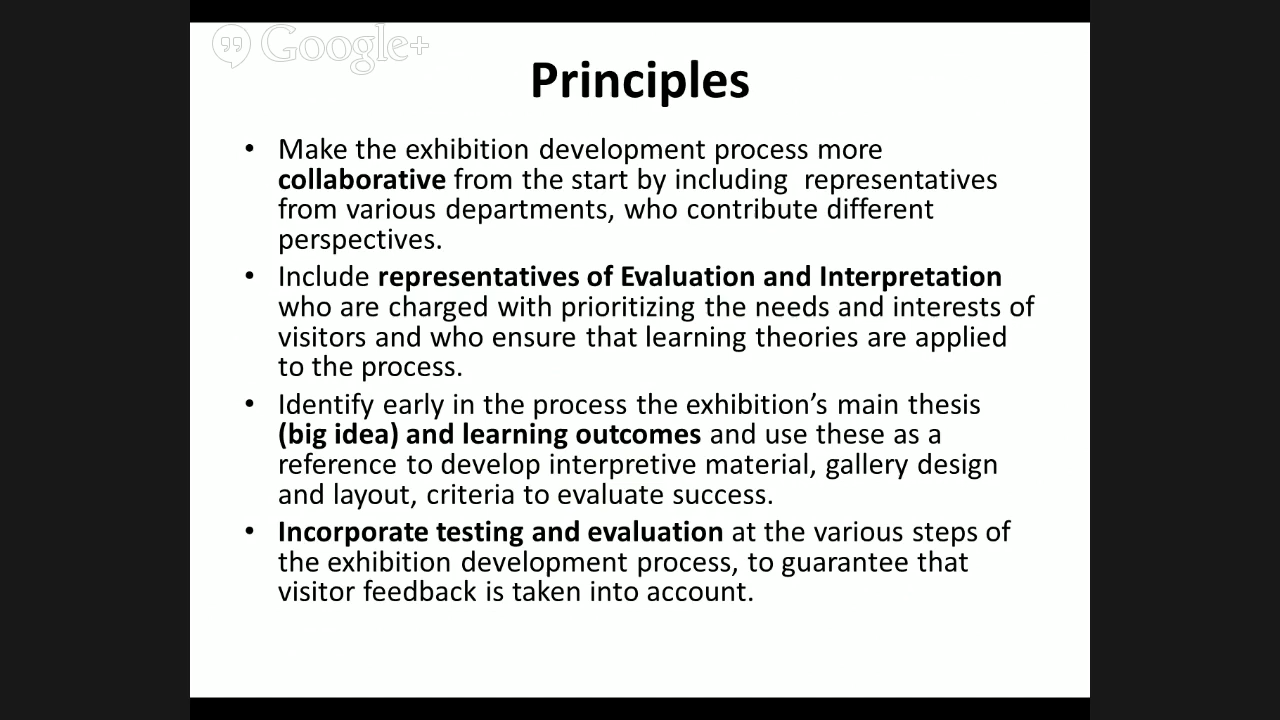 Google+
Principles
• Make the exhibition development process more
collaborative from the start by including  representatives
from various departments, who contribute different
perspectives.
• Include representatives of Evaluation and Interpretation
who are charged with prioritizing the needs and interests of
visitors and who ensure that learning theories are applied
to the process.
• Identify early in the process the exhibition’s main thesis
(big idea) and learning outcomes and use these as a
reference to develop interpretive material, gallery design
and layout, criteria to evaluate success.
• Incorporate testing and evaluation at the various steps of
the exhibition development process, to guarantee that
visitor feedback is taken into account.